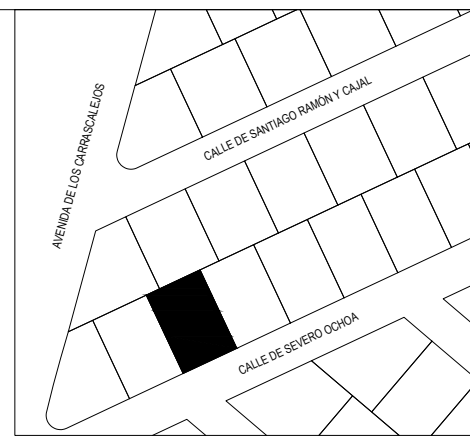 AVENIDA DE LOS CARRASCALEJOS
CALLE DE SANTIAGO RAMÓN Y CAJAL
CALLE DE SEVERO OCHOA